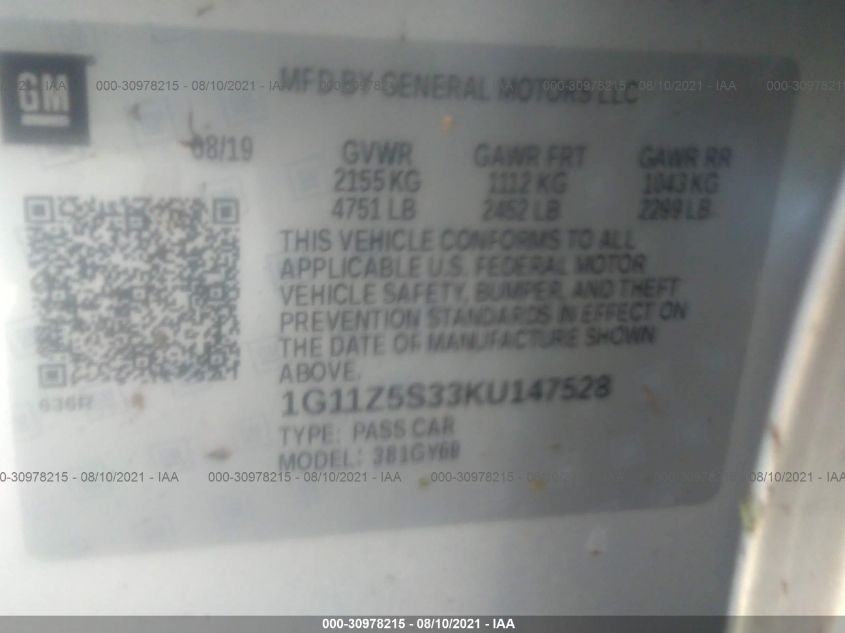 GM
MFD BY GENERAL MOTORS LLC
000-30978215 - 08/10/2021 - IAA
08/19
GVWR GAWR FRT GAWR RR
2155 KG 1112 KG 1043 KG
4751 LB 2452 LB 2299 LB
THIS VEHICLE CONFORMS TO ALL
APPLICABLE U.S. FEDERAL MOTOR
VEHICLE SAFETY, BUMPER, AND THEFT
PREVENTION STANDARDS IN EFFECT ON
THE DATE OF MANUFACTURE SHOWN
ABOVE.
636R
1G11Z5S33KU147528
TYPE: PASS CAR
MODEL:
000-30978215 - 08/10/2021 - IAA
000-30978215 - 08/10/2021 - IAA